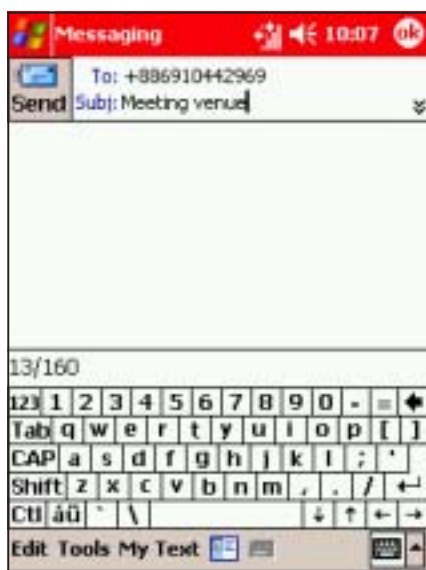 Messaging 10:07 ok
To: +886910442969
Send Subj: Meeting venue
13/160
123 1 2 3 4 5 6 7 8 9 0 - =
Tab q w e r t y u i o p [ ]
CAP a s d f g h j k l ; '
Shift z x c v b n m , . /
Ctl áü ` \
Edit Tools My Text